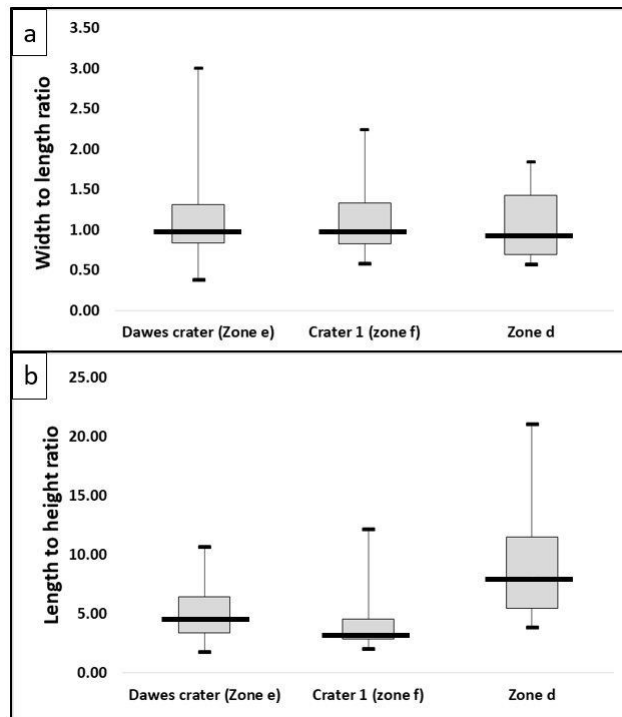 a
Width to length ratio
3.50
3.00
2.50
2.00
1.50
1.00
0.50
0.00
Dawes crater (Zone e) Crater 1 (zone f) Zone d
b
Length to height ratio
25.00
20.00
15.00
10.00
5.00
0.00
Dawes crater (Zone e) Crater 1 (zone f) Zone d